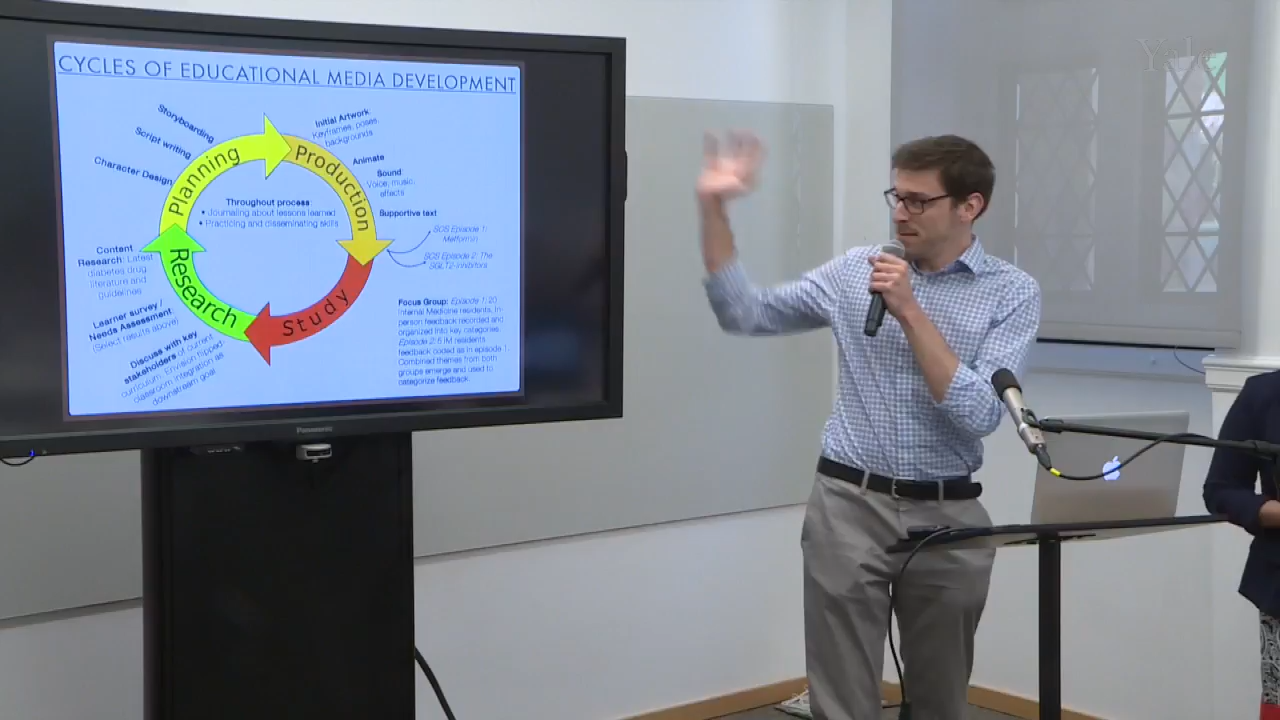 CYCLES OF EDUCATIONAL MEDIA DEVELOPMENT
Storyboarding
Script writing
Character Design
Planning
Initial Artwork
Keyframes, poses,
backgrounds
Animate
Sound
Voice, music,
effects
Production
Supportive text
Throughout process:
• Journaling about lessons learned
• Practicing and disseminating skills
SOS Episode 1:
Metformin
SOS Episode 2: The
SGLT2-inhibitors
Content
Research: Latest
diabetes drug
literature and
guidelines
Learner survey /
Needs Assessment:
(Select results above)
Discuss with key
stakeholders of current
curriculum. Envision flipped-
classroom integration as
downstream goal
Research
Study
Focus Group: Episode 1: 20
Internal Medicine residents, In-
person feedback recorded and
organized into key categories.
Episode 2: 5 IM residents
feedback coded as in episode 1.
Combined themes from both
groups emerge and used to
categorize feedback.
Panasonic
Yale